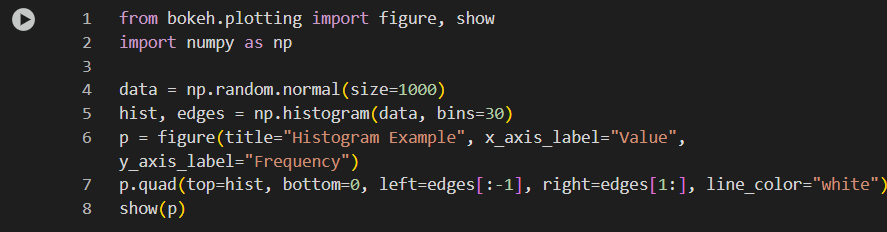 1 from bokeh.plotting import figure, show
2 import numpy as np
3
4 data = np.random.normal(size=1000)
5 hist, edges = np.histogram(data, bins=30)
6 p = figure(title="Histogram Example", x_axis_label="Value",
y_axis_label="Frequency")
7 p.quad(top=hist, bottom=0, left=edges[:-1], right=edges[1:], line_color="white")
8 show(p)